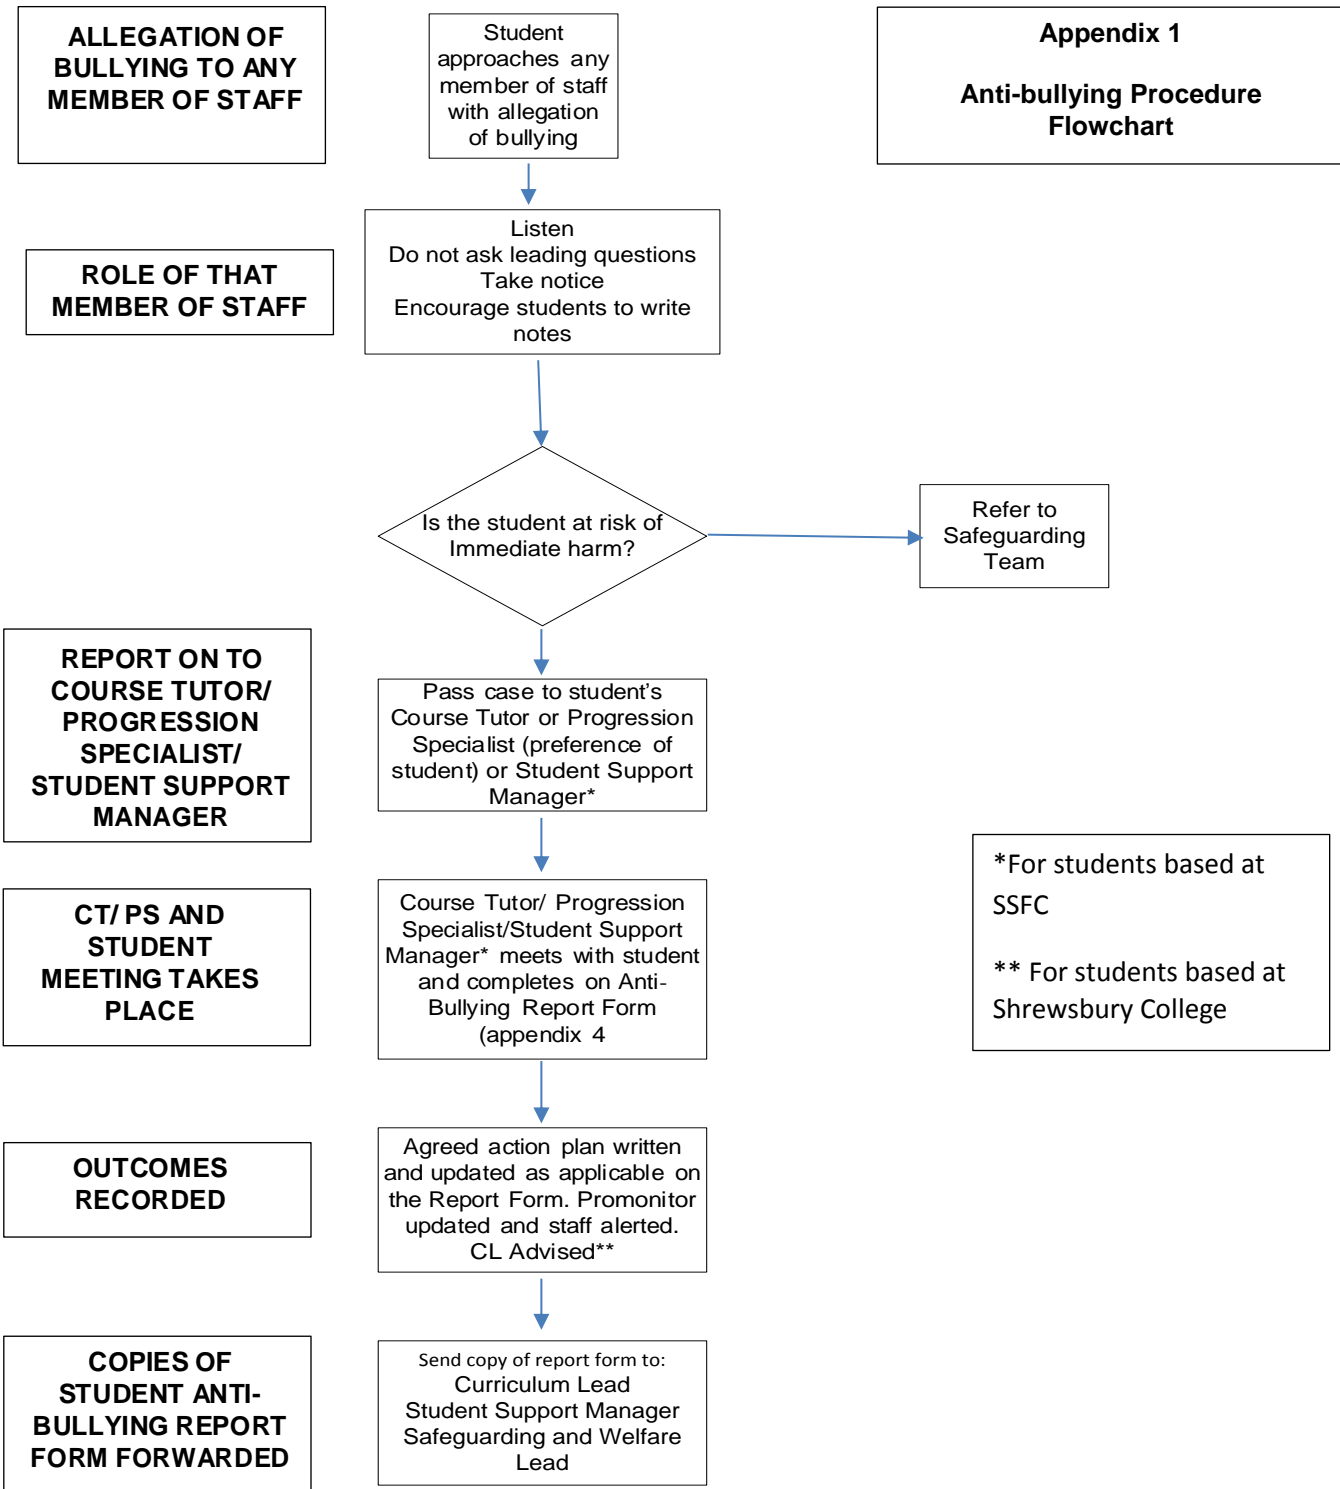 ALLEGATION OF
BULLYING TO ANY
MEMBER OF STAFF
Student
approaches any
member of staff
with allegation
of bullying
Appendix 1
Anti-bullying Procedure
Flowchart
ROLE OF THAT
MEMBER OF STAFF
Listen
Do not ask leading questions
Take notice
Encourage students to write
notes
Is the student at risk of
Immediate harm?
Refer to
Safeguarding
Team
REPORT ON TO
COURSE TUTOR/
PROGRESSION
SPECIALIST/
STUDENT SUPPORT
MANAGER
Pass case to student’s
Course Tutor or Progression
Specialist (preference of
student) or Student Support
Manager*
CT/ PS AND
STUDENT
MEETING TAKES
PLACE
Course Tutor/ Progression
Specialist/Student Support
Manager* meets with student
and completes on Anti-
Bullying Report Form
(appendix 4
*For students based at
SSFC
** For students based at
Shrewsbury College
OUTCOMES
RECORDED
Agreed action plan written
and updated as applicable on
the Report Form. Promonitor
updated and staff alerted.
CL Advised**
COPIES OF
STUDENT ANTI-
BULLYING REPORT
FORM FORWARDED
Send copy of report form to:
Curriculum Lead
Student Support Manager
Safeguarding and Welfare
Lead